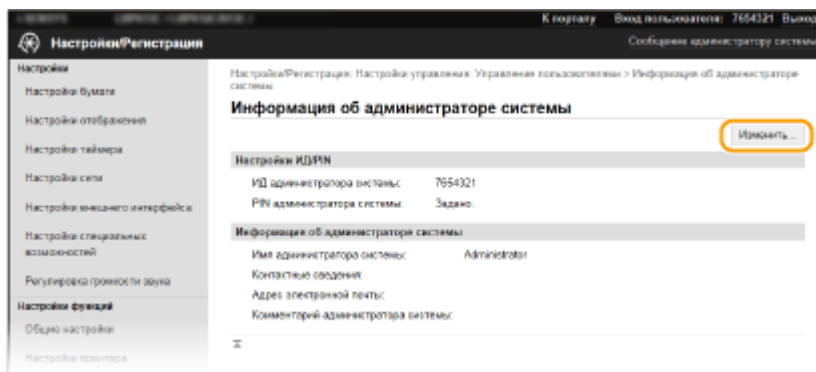 К порталу Вход пользователя: 7654321 Выход
Настройки/Регистрация Сообщение администратору системы
Настройки
Настройки бумаги
Настройки отображения
Настройки таймера
Настройки сети
Настройки внешнего интерфейса
Настройки специальных
возможностей
Регулировка громкости звука
Настройки функций
Общие настройки
Настройки принтера
Настройка/Регистрация: Настройки управления: Управление пользователями > Информация об администраторе
системы
Информация об администраторе системы
Изменить...
Настройки ИД/PIN
ИД администратора системы: 7654321
PIN администратора системы: Задано.
Информация об администраторе системы
Имя администратора системы: Administrator
Контактные сведения:
Адрес электронной почты:
Комментарий администратора системы: